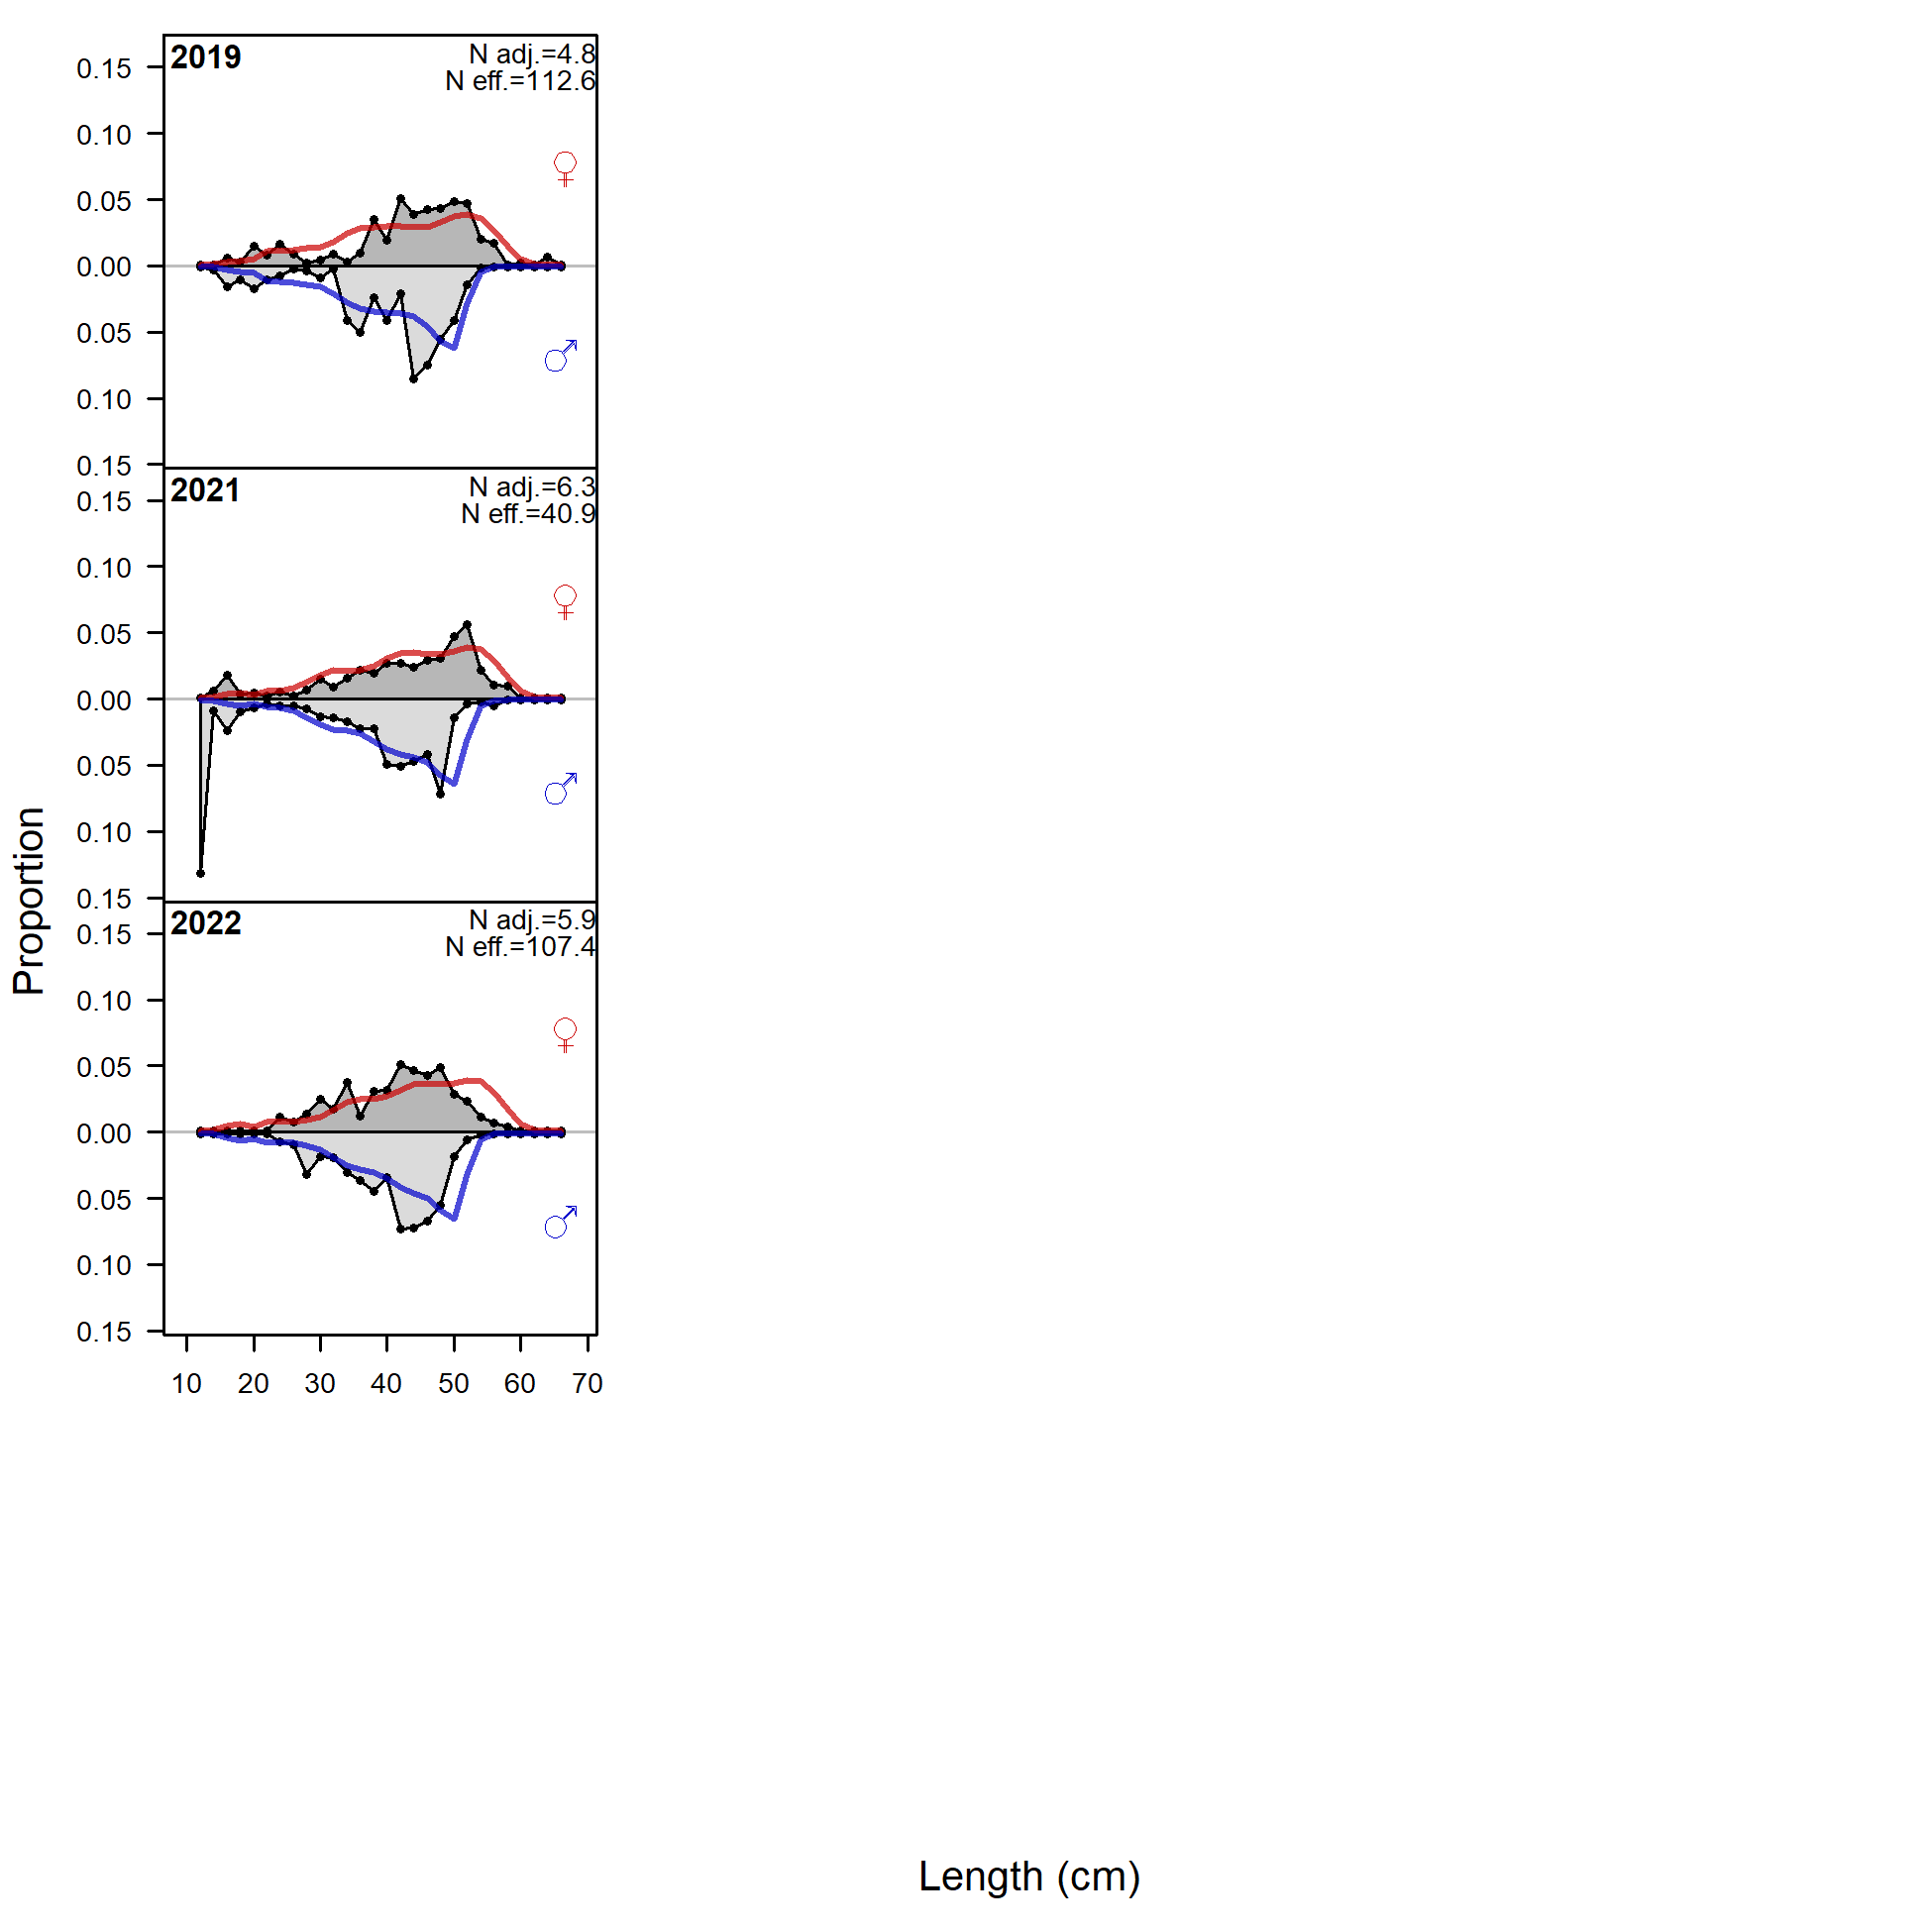 2019
N adj.=4.8
N eff.=112.6
0.15
0.10
0.05
0.00
0.05
0.10
0.15
2021
N adj.=6.3
N eff.=40.9
0.15
0.10
0.05
0.00
0.05
0.10
0.15
2022
N adj.=5.9
N eff.=107.4
0.15
0.10
0.05
0.00
0.05
0.10
0.15
10 20 30 40 50 60 70
Proportion
Length (cm)